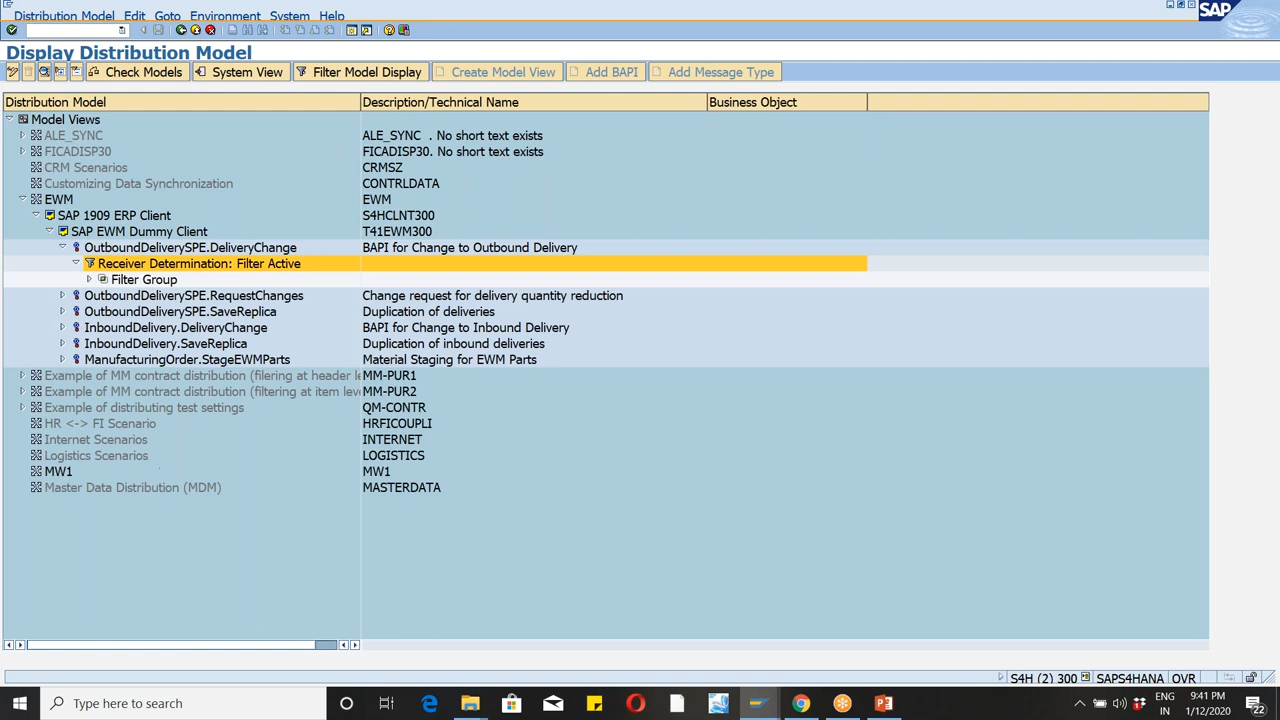 Distribution Model Edit Goto Environment System Help
SAP
Display Distribution Model
Check Models System View Filter Model Display Create Model View Add BAPI Add Message Type
Distribution Model Description/Technical Name Business Object
Model Views
ALE_SYNC ALE_SYNC . No short text exists
FICADISP30 FICADISP30. No short text exists
CRM Scenarios CRMSZ
Customizing Data Synchronization CONTRLDATA
EWM EWM
SAP 1909 ERP Client S4HCLNT300
SAP EWM Dummy Client T41EWM300
OutboundDeliverySPE.DeliveryChange BAPI for Change to Outbound Delivery
Receiver Determination: Filter Active
Filter Group
OutboundDeliverySPE.RequestChanges Change request for delivery quantity reduction
OutboundDeliverySPE.SaveReplica Duplication of deliveries
InboundDelivery.DeliveryChange BAPI for Change to Inbound Delivery
InboundDelivery.SaveReplica Duplication of inbound deliveries
ManufacturingOrder.StageEWMParts Material Staging for EWM Parts
Example of MM contract distribution (filering at header le MM-PUR1
Example of MM contract distribution (filtering at item leve MM-PUR2
Example of distributing test settings QM-CONTR
HR <-> FI Scenario HRFICOUPLI
Internet Scenarios INTERNET
Logistics Scenarios LOGISTICS
MW1 MW1
Master Data Distribution (MDM) MASTERDATA
S4H (2) 300 SAPS4HANA OVR
Type here to search
ENG 9:41 PM
IN 1/12/2020 22